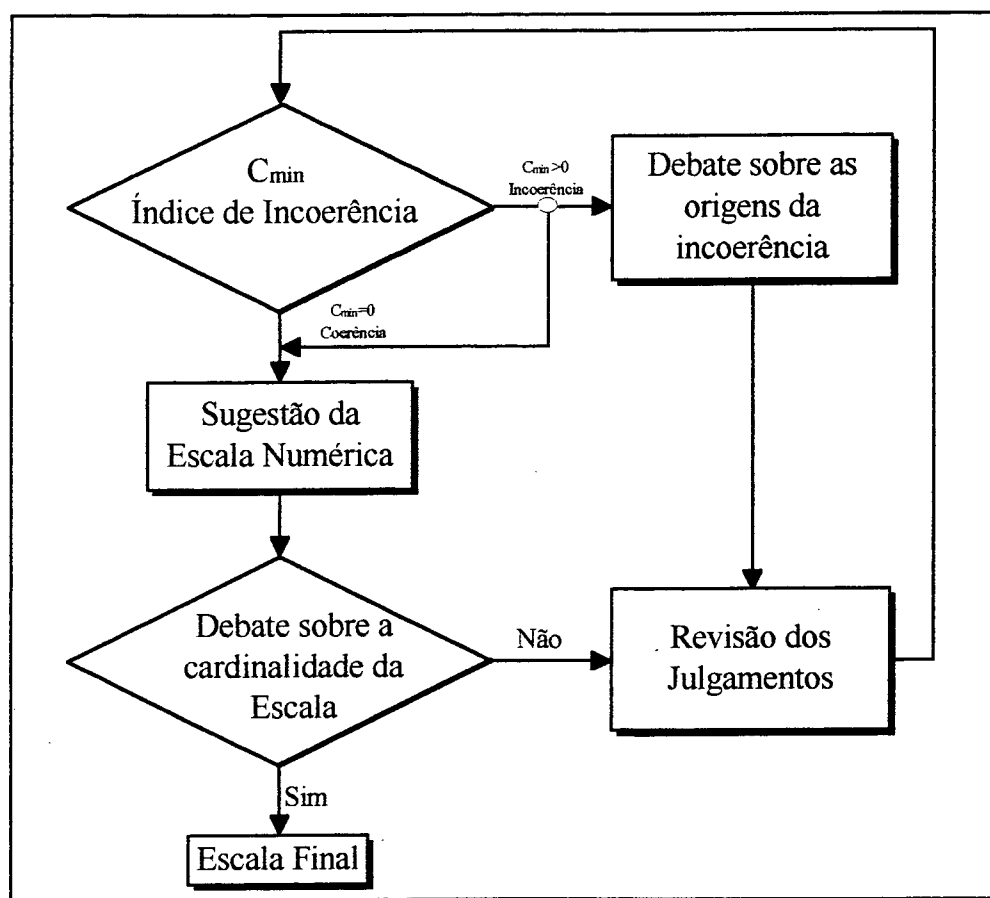 Cmin
Índice de Incoerência
Cmin>0
Incoerência
Debate sobre as
origens da
incoerência
Cmin=0
Coerência
Sugestão da
Escala Numérica
Debate sobre a
cardinalidade da
Escala
Não
Revisão dos
Julgamentos
Sim
Escala Final